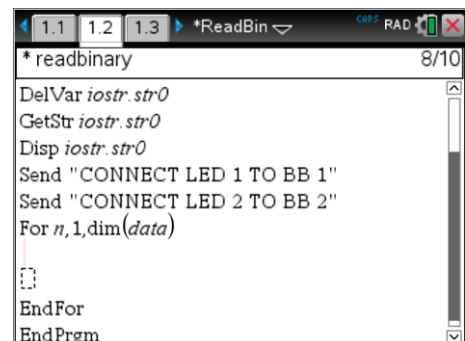 1.1 1.2 1.3 *ReadBin CAPS RAD
* readbinary 8/10
DelVar iostr.str0
GetStr iostr.str0
Disp iostr.str0
Send "CONNECT LED 1 TO BB 1"
Send "CONNECT LED 2 TO BB 2"
For n,1,dim(data)
EndFor
EndPrgm